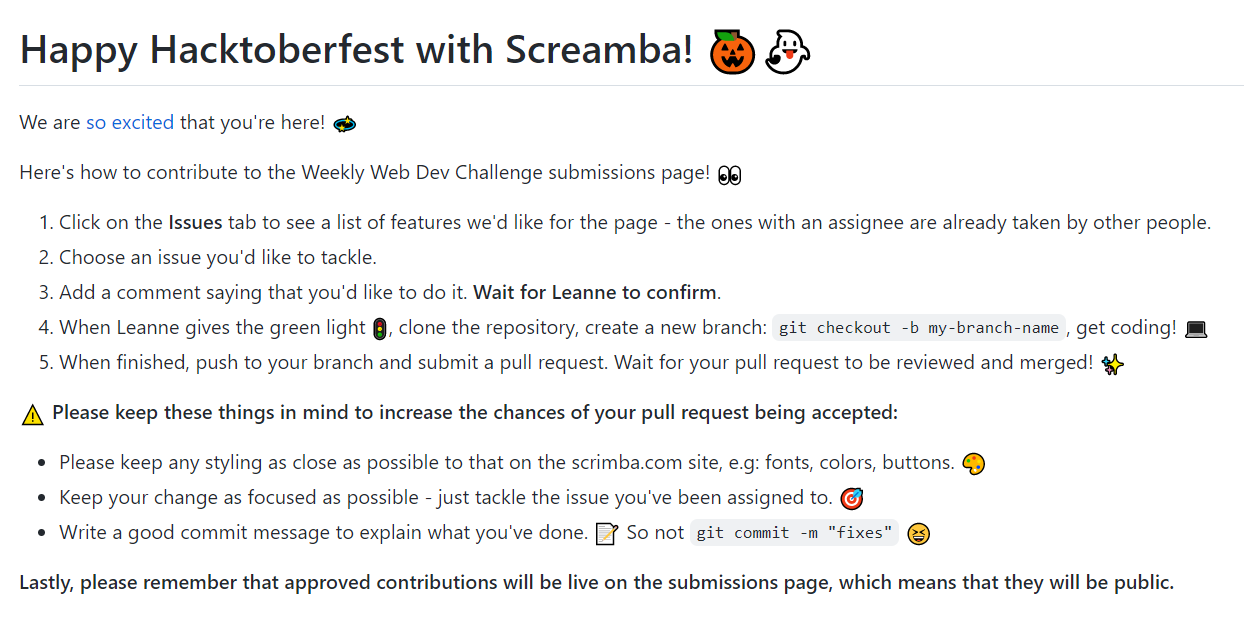 Happy Hacktoberfest with Screamba! 🎃 👻
We are so excited that you're here! 💫
Here's how to contribute to the Weekly Web Dev Challenge submissions page! 👀
1. Click on the Issues tab to see a list of features we'd like for the page - the ones with an assignee are already taken by other people.
2. Choose an issue you'd like to tackle.
3. Add a comment saying that you'd like to do it. Wait for Leanne to confirm.
4. When Leanne gives the green light 🚦, clone the repository, create a new branch: git checkout -b my-branch-name, get coding! 💻
5. When finished, push to your branch and submit a pull request. Wait for your pull request to be reviewed and merged! ✨
⚠️ Please keep these things in mind to increase the chances of your pull request being accepted:
• Please keep any styling as close as possible to that on the scrimba.com site, e.g: fonts, colors, buttons. 🎨
• Keep your change as focused as possible - just tackle the issue you've been assigned to. 🎯
• Write a good commit message to explain what you've done. 📝 So not git commit -m "fixes" 😆
Lastly, please remember that approved contributions will be live on the submissions page, which means that they will be public.